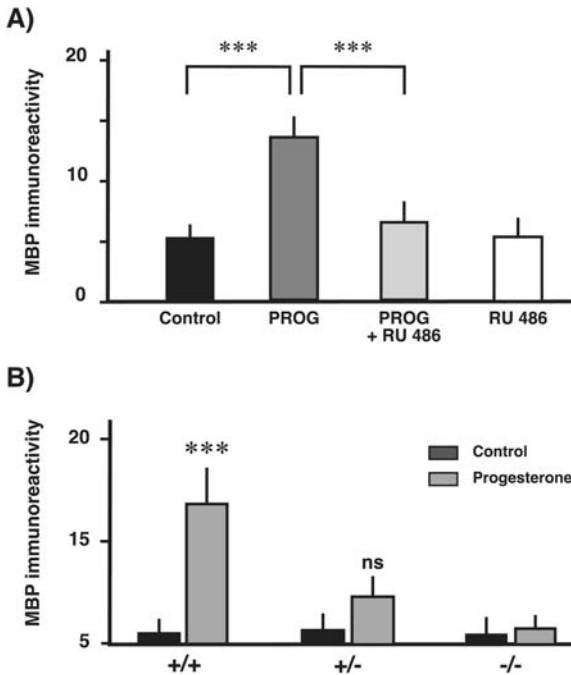 A)
*** ***
MBP immunoreactivity
20
10
0
Control PROG PROG RU 486
+ RU 486
B)
MBP immunoreactivity
20
15
5
Control
Progesterone
***
ns
+/+ +/- -/-